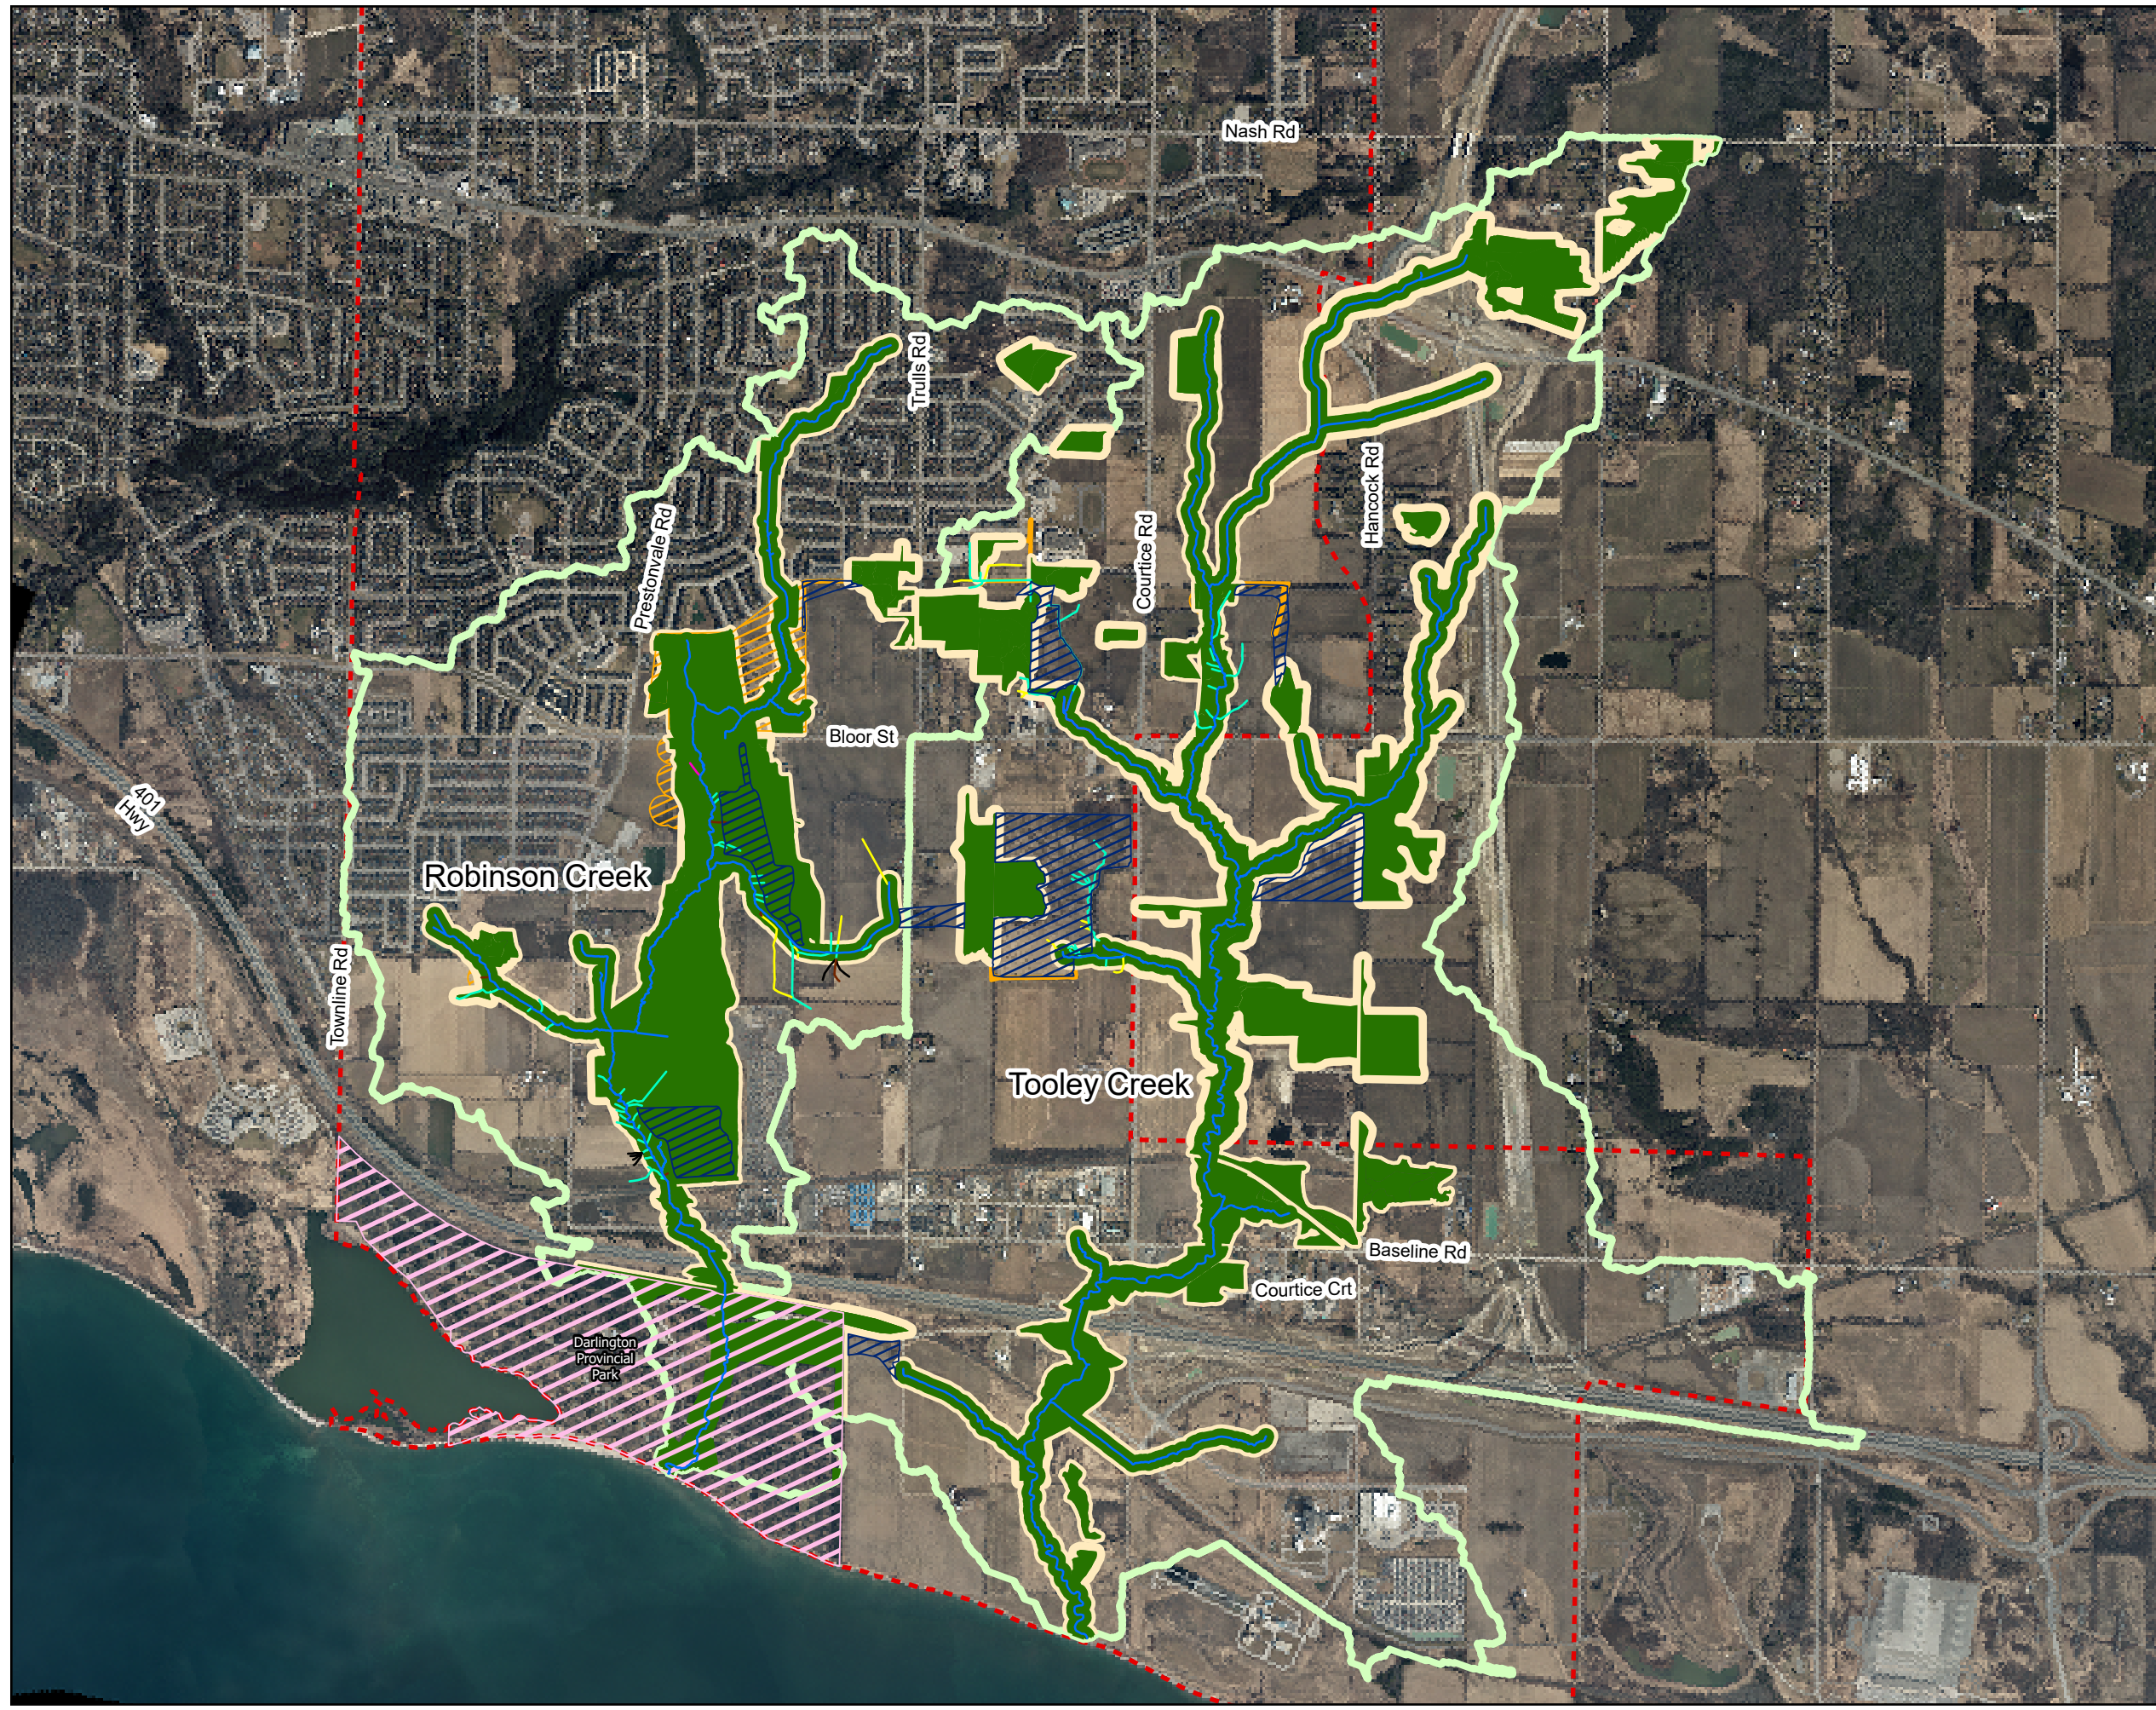 Nash Rd
Trulls Rd
Prestonvale Rd
Courtice Rd
Hancock Rd
Bloor St
401
Hwy
Robinson Creek
Townline Rd
Tooley Creek
Baseline Rd
Courtice Crt
Darlington
Provincial
Park